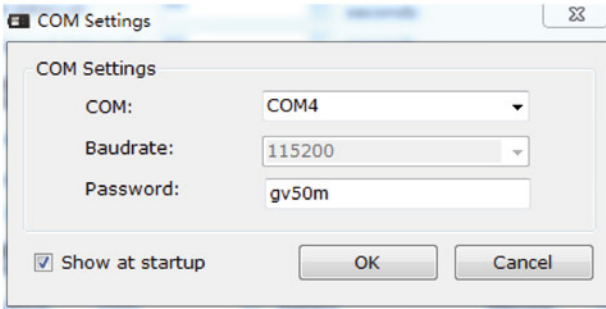 COM Settings
COM Settings
COM: COM4
Baudrate: 115200
Password: gv50m
Show at startup OK Cancel